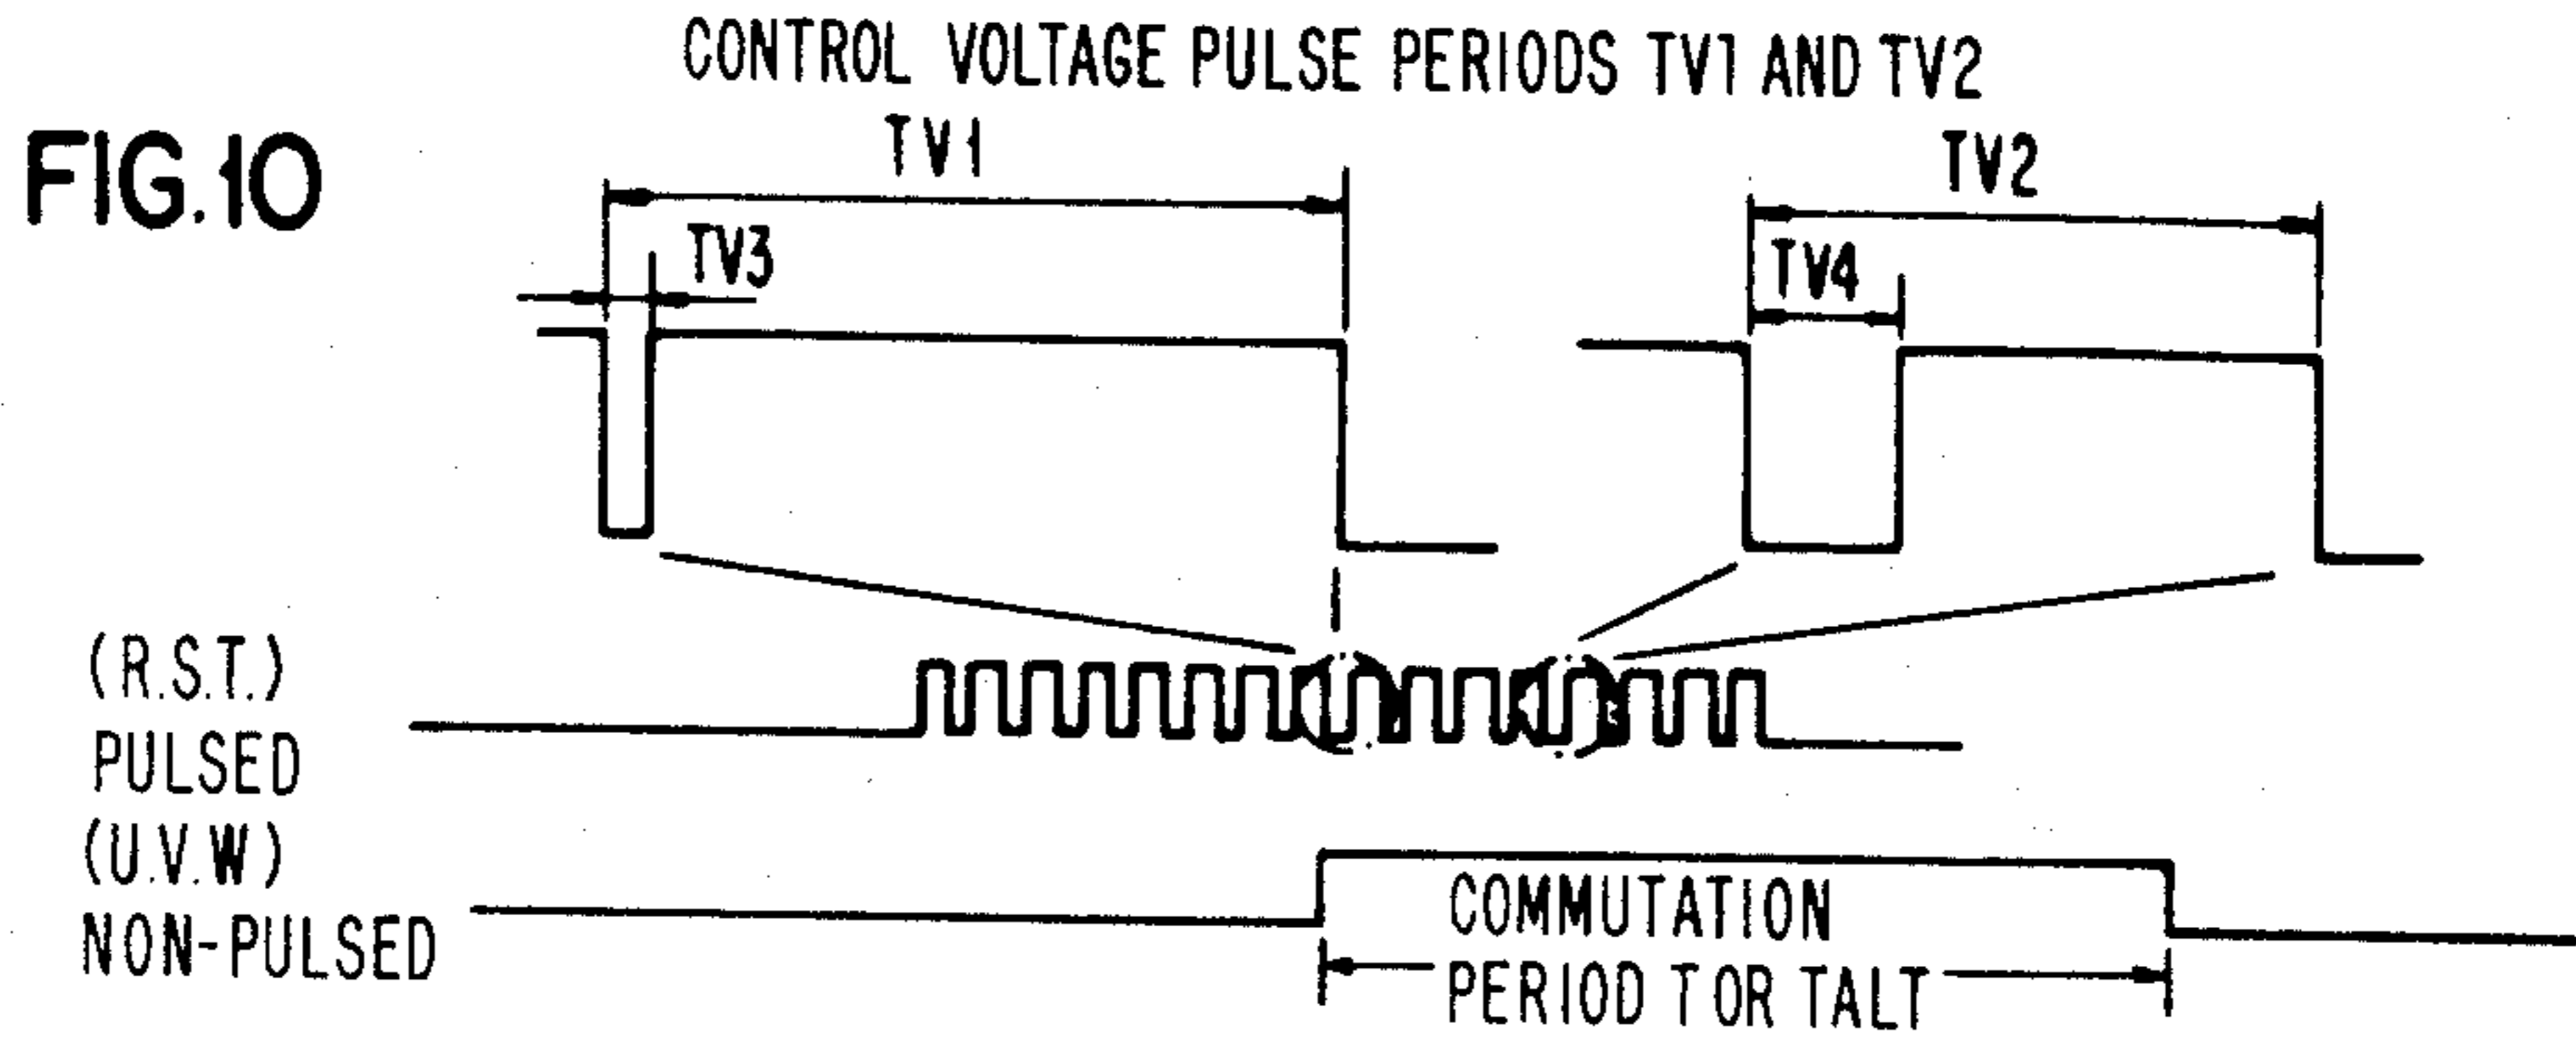 CONTROL VOLTAGE PULSE PERIODS TV1 AND TV2
FIG.10
TV1
TV2
TV3
TV4
(R.S.T.)
PULSED
(U.V.W)
NON-PULSED
COMMUTATION
PERIOD T OR TALT